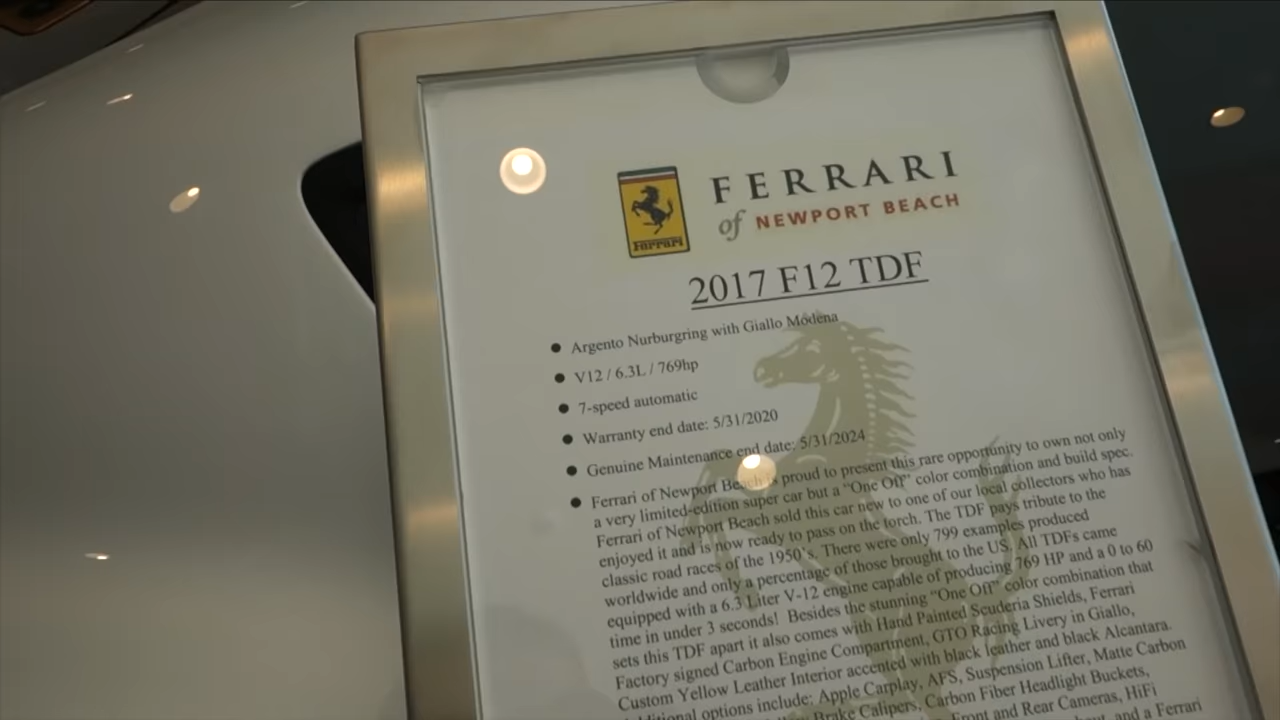 Ferrari
FERRARI
of NEWPORT BEACH
2017 F12 TDF
● Argento Nurburgring with Giallo Modena
● V12 / 6.3L / 769hp
● 7-speed automatic
● Warranty end date: 5/31/2020
● Genuine Maintenance end date: 5/31/2024
● Ferrari of Newport Beach is proud to present this rare opportunity to own not only
a very limited-edition super car but a “One Off” color combination and build spec.
Ferrari of Newport Beach sold this car new to one of our local collectors who has
enjoyed it and is now ready to pass on the torch. The TDF pays tribute to the
classic road races of the 1950’s. There were only 799 examples produced
worldwide and only a percentage of those brought to the US. All TDFs came
equipped with a 6.3 Liter V-12 engine capable of producing 769 HP and a 0 to 60
time in under 3 seconds! Besides the stunning “One Off” color combination that
sets this TDF apart it also comes with Hand Painted Scuderia Shields, Ferrari
Factory signed Carbon Engine Compartment, GTO Racing Livery in Giallo,
Custom Yellow Leather Interior accented with black leather and black Alcantara.
Additional options include: Apple Carplay, AFS, Suspension Lifter, Matte Carbon
Brake Calipers, Carbon Fiber Headlight Buckets,
Front and Rear Cameras, HiFi
and a Ferrari